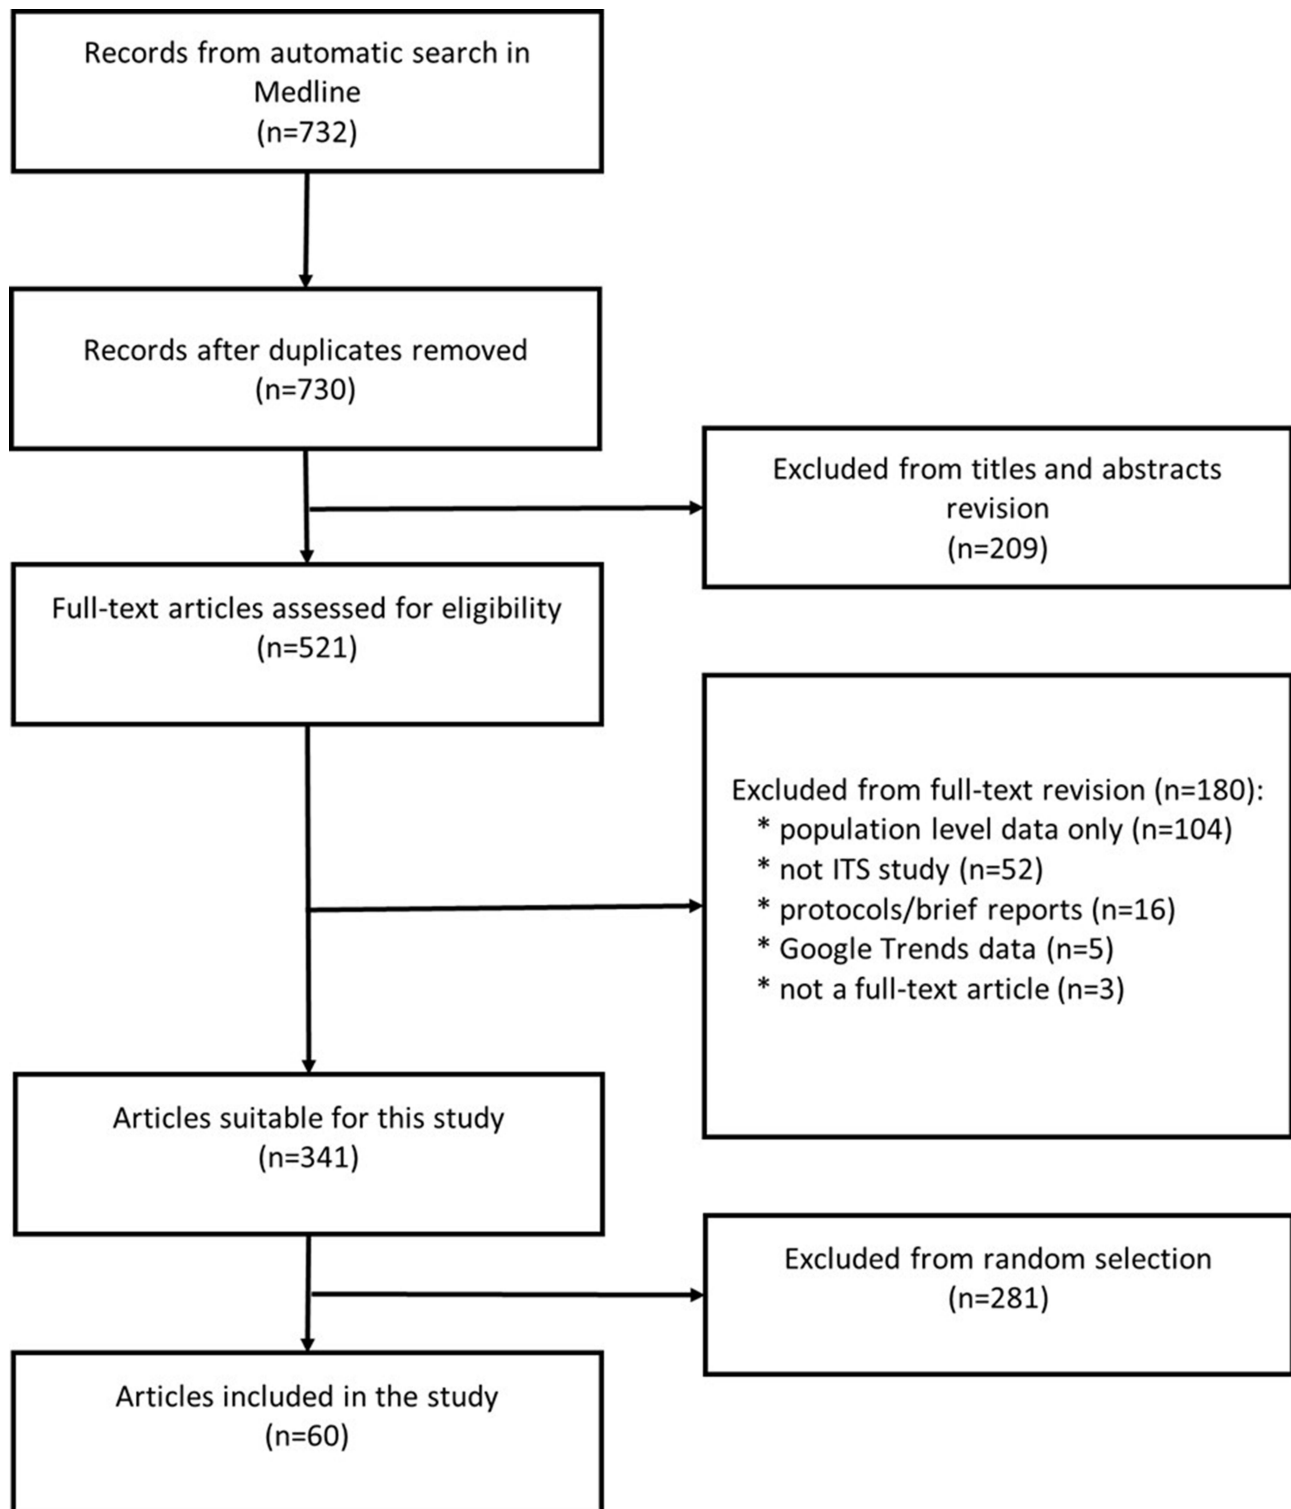 Records from automatic search in
Medline
(n=732)
Records after duplicates removed
(n=730)
Excluded from titles and abstracts
revision
(n=209)
Full-text articles assessed for eligibility
(n=521)
Excluded from full-text revision (n=180):
* population level data only (n=104)
* not ITS study (n=52)
* protocols/brief reports (n=16)
* Google Trends data (n=5)
* not a full-text article (n=3)
Articles suitable for this study
(n=341)
Excluded from random selection
(n=281)
Articles included in the study
(n=60)